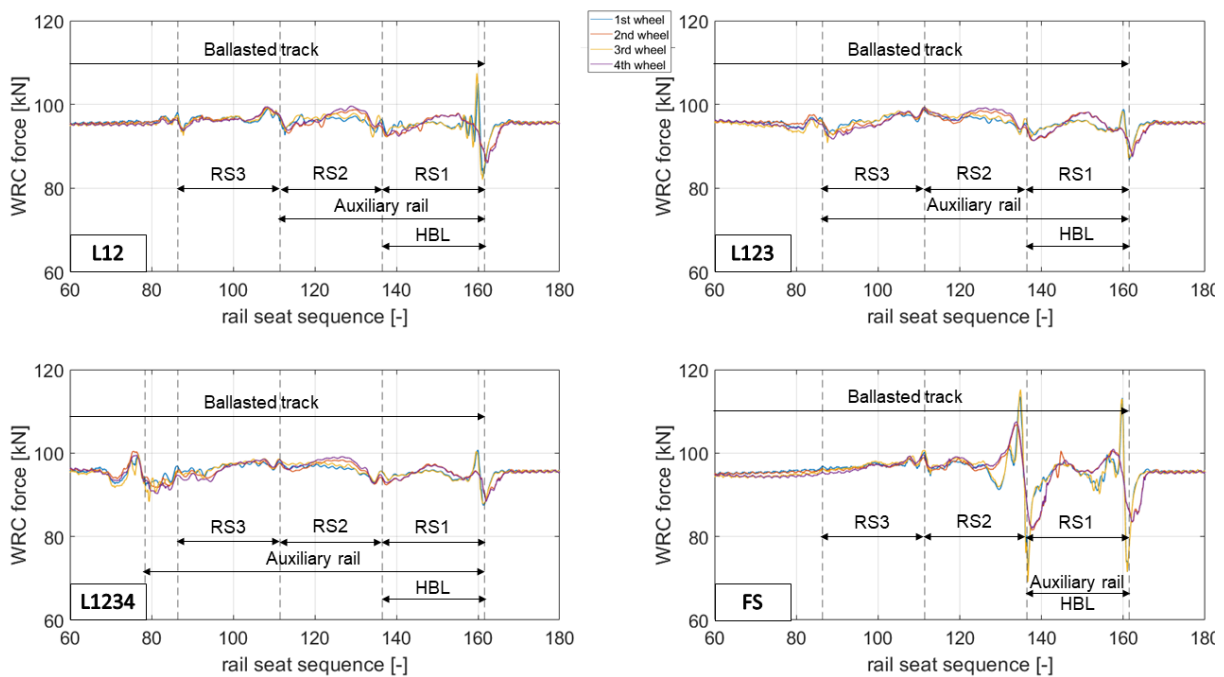 120
100
80
60
WRC force [kN]
Ballasted track
RS3
RS2
RS1
Auxiliary rail
HBL
L12
60
80
100
120
140
160
180
rail seat sequence [-]
1st wheel
2nd wheel
3rd wheel
4th wheel
120
100
80
60
WRC force [kN]
Ballasted track
RS3
RS2
RS1
Auxiliary rail
HBL
L123
60
80
100
120
140
160
180
rail seat sequence [-]
120
100
80
60
WRC force [kN]
Ballasted track
RS3
RS2
RS1
Auxiliary rail
HBL
L1234
60
80
100
120
140
160
180
rail seat sequence [-]
120
100
80
60
WRC force [kN]
Ballasted track
RS3
RS2
RS1
Auxiliary rail
HBL
FS
60
80
100
120
140
160
180
rail seat sequence [-]